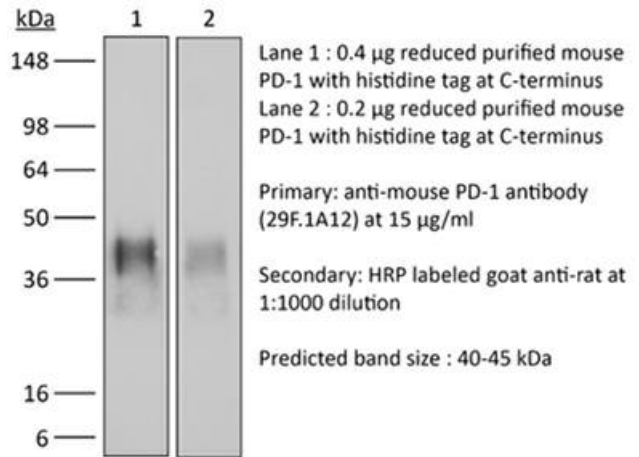 kDa
1 2
148
98
64
50
36
16
6
Lane 1 : 0.4 µg reduced purified mouse
PD-1 with histidine tag at C-terminus
Lane 2 : 0.2 µg reduced purified mouse
PD-1 with histidine tag at C-terminus
Primary: anti-mouse PD-1 antibody
(29F.1A12) at 15 µg/ml
Secondary: HRP labeled goat anti-rat at
1:1000 dilution
Predicted band size : 40-45 kDa